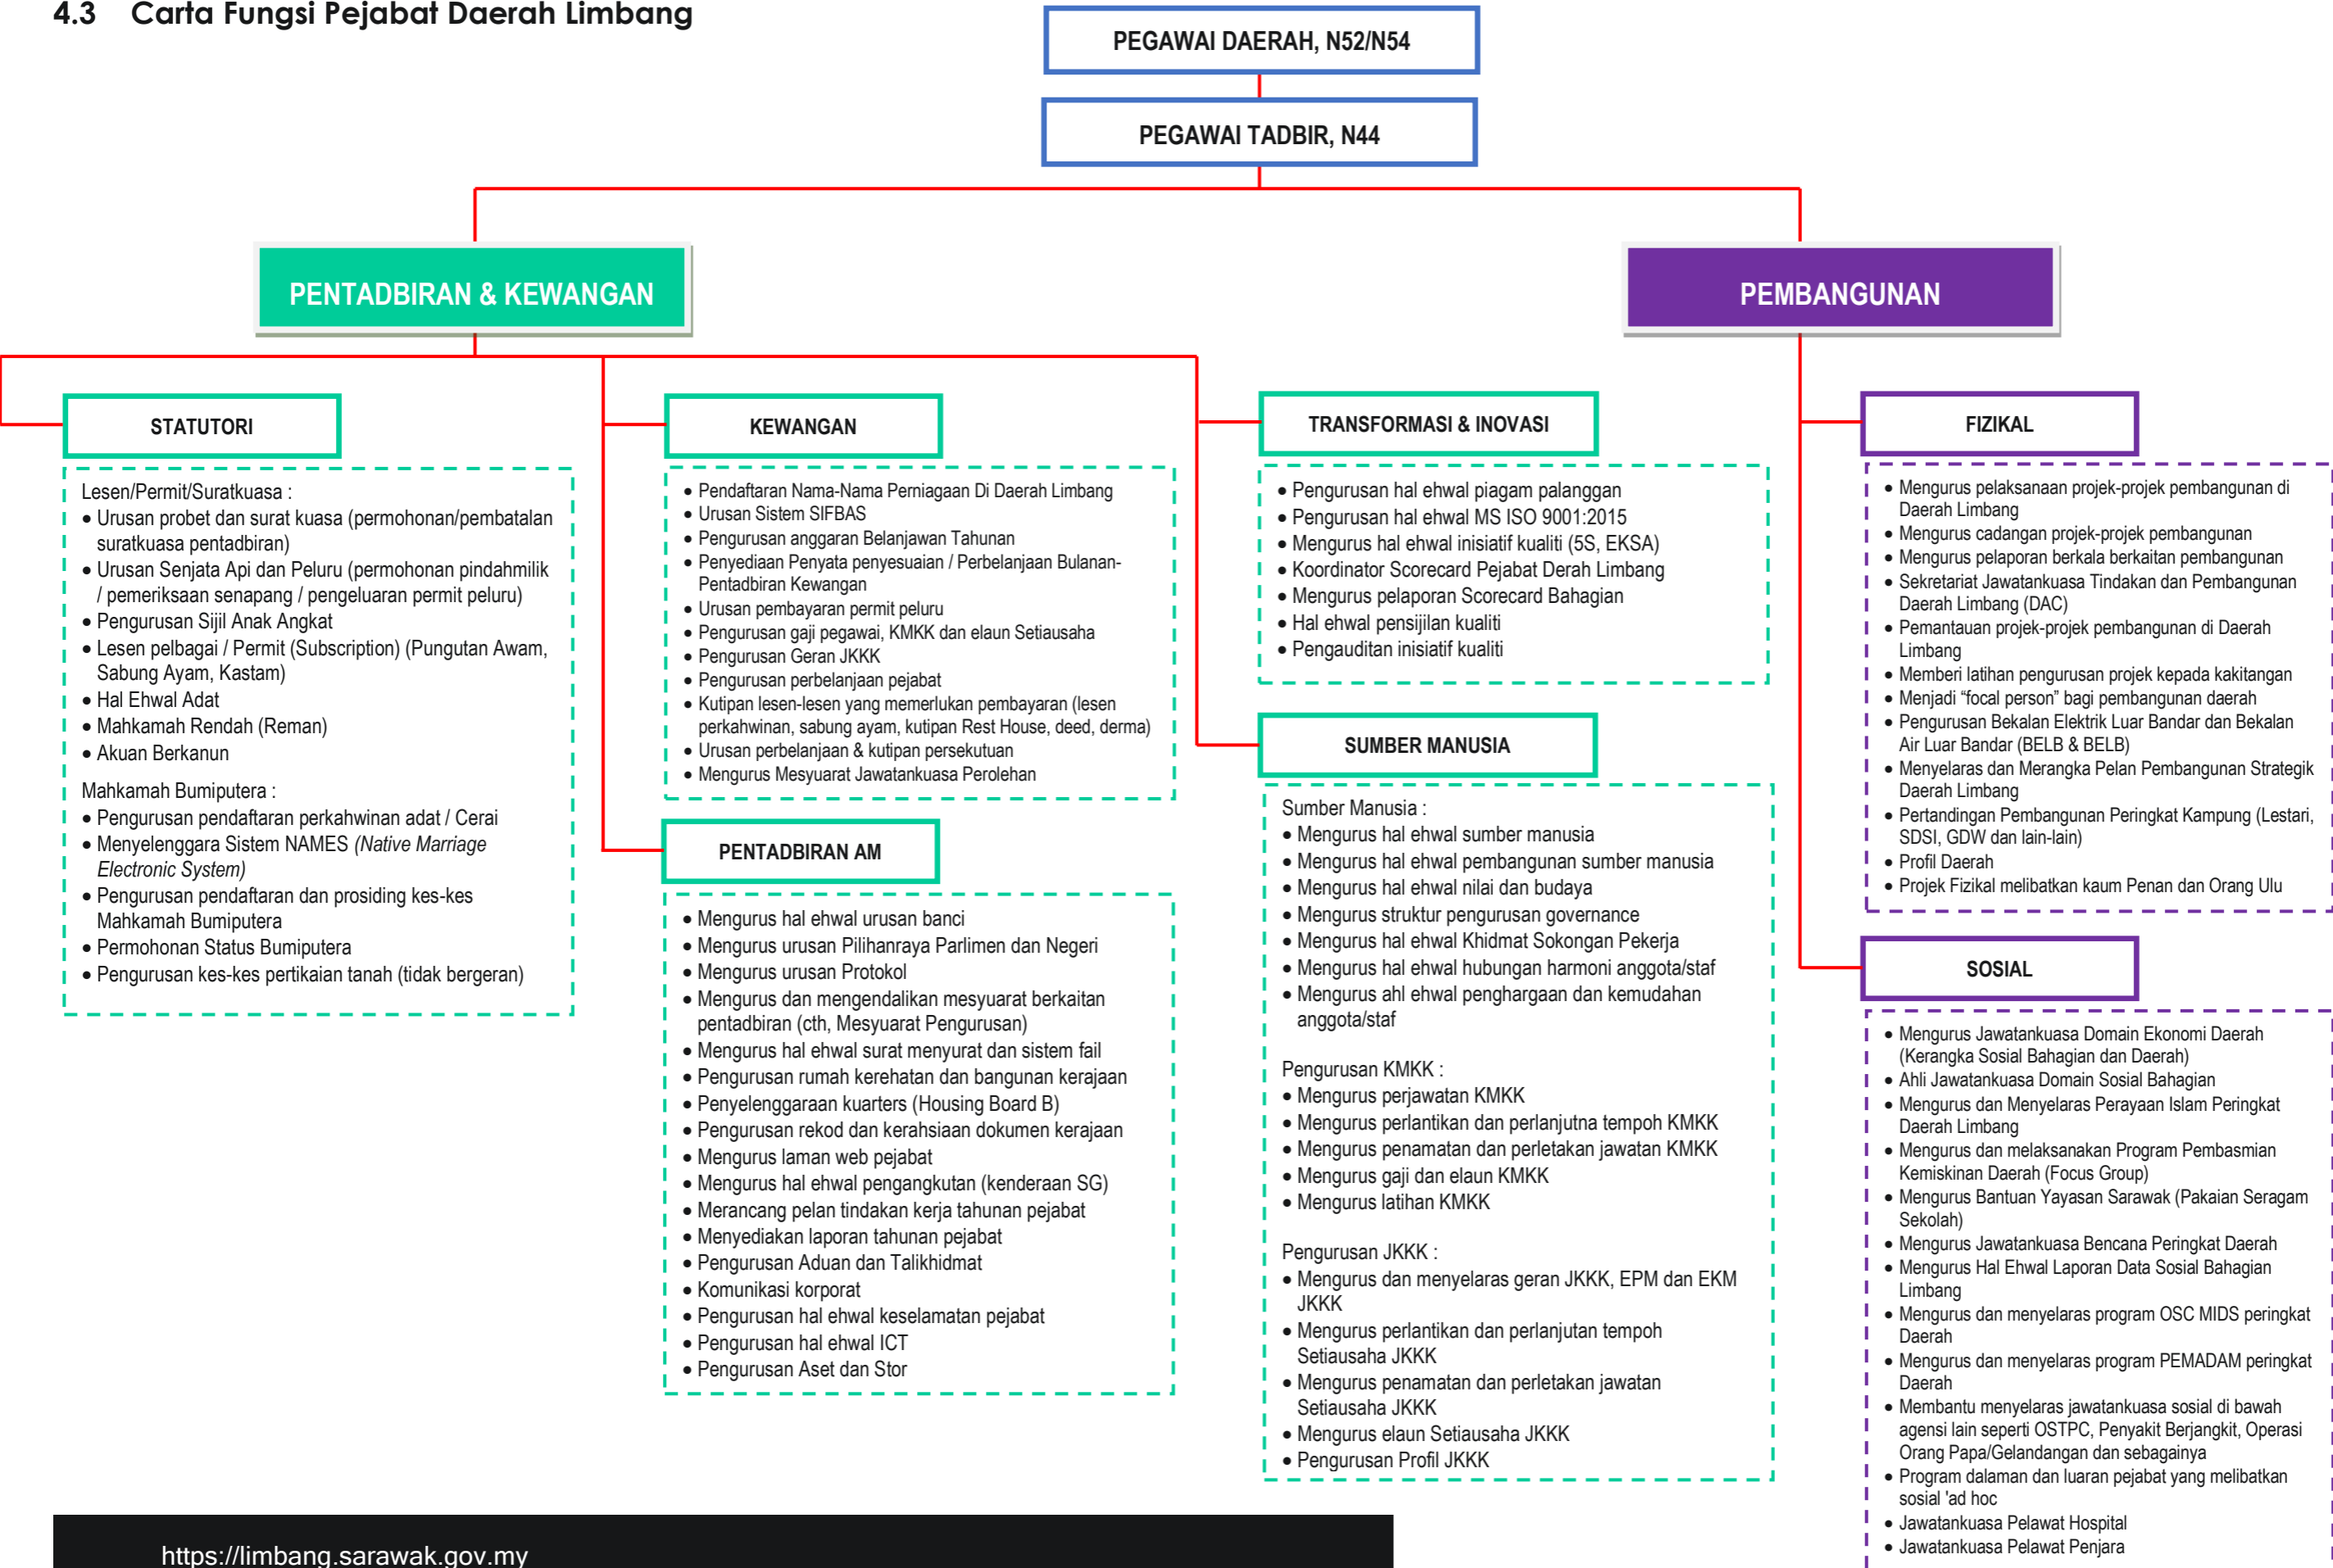 4.3 Carta Fungsi Pejabat Daerah Limbang
PEGAWAI DAERAH, N52/N54
PEGAWAI TADBIR, N44
PENTADBIRAN & KEWANGAN
PEMBANGUNAN
STATUTORI
Lesen/Permit/Suratkuasa :
• Urusan probet dan surat kuasa (permohonan/pembatalan
suratkuasa pentadbiran)
• Urusan Senjata Api dan Peluru (permohonan pindahmilik
/ pemeriksaan senapang / pengeluaran permit peluru)
• Pengurusan Sijil Anak Angkat
• Lesen pelbagai / Permit (Subscription) (Pungutan Awam,
Sabung Ayam, Kastam)
• Hal Ehwal Adat
• Mahkamah Rendah (Reman)
• Akuan Berkanun
Mahkamah Bumiputera :
• Pengurusan pendaftaran perkahwinan adat / Cerai
• Menyelenggara Sistem NAMES (Native Marriage
Electronic System)
• Pengurusan pendaftaran dan prosiding kes-kes
Mahkamah Bumiputera
• Permohonan Status Bumiputera
• Pengurusan kes-kes pertikaian tanah (tidak bergeran)
KEWANGAN
• Pendaftaran Nama-Nama Perniagaan Di Daerah Limbang
• Urusan Sistem SIFBAS
• Pengurusan anggaran Belanjawan Tahunan
• Penyediaan Penyata penyesuaian / Perbelanjaan Bulanan-
Pentadbiran Kewangan
• Urusan pembayaran permit peluru
• Pengurusan gaji pegawai, KMKK dan elaun Setiausaha
• Pengurusan Geran JKKK
• Pengurusan perbelanjaan pejabat
• Kutipan lesen-lesen yang memerlukan pembayaran (lesen
perkahwinan, sabung ayam, kutipan Rest House, deed, derma)
• Urusan perbelanjaan & kutipan persekutuan
• Mengurus Mesyuarat Jawatankuasa Perolehan
PENTADBIRAN AM
• Mengurus hal ehwal urusan banci
• Mengurus urusan Pilihanraya Parlimen dan Negeri
• Mengurus urusan Protokol
• Mengurus dan mengendalikan mesyuarat berkaitan
pentadbiran (cth, Mesyuarat Pengurusan)
• Mengurus hal ehwal surat menyurat dan sistem fail
• Pengurusan rumah kerehatan dan bangunan kerajaan
• Penyelenggaraan kuarters (Housing Board B)
• Pengurusan rekod dan kerahsiaan dokumen kerajaan
• Mengurus laman web pejabat
• Mengurus hal ehwal pengangkutan (kenderaan SG)
• Merancang pelan tindakan kerja tahunan pejabat
• Menyediakan laporan tahunan pejabat
• Pengurusan Aduan dan Talikhidmat
• Komunikasi korporat
• Pengurusan hal ehwal keselamatan pejabat
• Pengurusan hal ehwal ICT
• Pengurusan Aset dan Stor
TRANSFORMASI & INOVASI
• Pengurusan hal ehwal piagam palanggan
• Pengurusan hal ehwal MS ISO 9001:2015
• Mengurus hal ehwal inisiatif kualiti (5S, EKSA)
• Koordinator Scorecard Pejabat Derah Limbang
• Mengurus pelaporan Scorecard Bahagian
• Hal ehwal pensijilan kualiti
• Pengauditan inisiatif kualiti
SUMBER MANUSIA
Sumber Manusia :
• Mengurus hal ehwal sumber manusia
• Mengurus hal ehwal pembangunan sumber manusia
• Mengurus hal ehwal nilai dan budaya
• Mengurus struktur pengurusan governance
• Mengurus hal ehwal Khidmat Sokongan Pekerja
• Mengurus hal ehwal hubungan harmoni anggota/staf
• Mengurus ahl ehwal penghargaan dan kemudahan
anggota/staf
Pengurusan KMKK :
• Mengurus perjawatan KMKK
• Mengurus perlantikan dan perlanjutna tempoh KMKK
• Mengurus penamatan dan perletakan jawatan KMKK
• Mengurus gaji dan elaun KMKK
• Mengurus latihan KMKK
Pengurusan JKKK :
• Mengurus dan menyelaras geran JKKK, EPM dan EKM
JKKK
• Mengurus perlantikan dan perlanjutan tempoh
Setiausaha JKKK
• Mengurus penamatan dan perletakan jawatan
Setiausaha JKKK
• Mengurus elaun Setiausaha JKKK
• Pengurusan Profil JKKK
FIZIKAL
• Mengurus pelaksanaan projek-projek pembangunan di
Daerah Limbang
• Mengurus cadangan projek-projek pembangunan
• Mengurus pelaporan berkala berkaitan pembangunan
• Sekretariat Jawatankuasa Tindakan dan Pembangunan
Daerah Limbang (DAC)
• Pemantauan projek-projek pembangunan di Daerah
Limbang
• Memberi latihan pengurusan projek kepada kakitangan
• Menjadi “focal person” bagi pembangunan daerah
• Pengurusan Bekalan Elektrik Luar Bandar dan Bekalan
Air Luar Bandar (BELB & BELB)
• Menyelaras dan Merangka Pelan Pembangunan Strategik
Daerah Limbang
• Pertandingan Pembangunan Peringkat Kampung (Lestari,
SDSI, GDW dan lain-lain)
• Profil Daerah
• Projek Fizikal melibatkan kaum Penan dan Orang Ulu
SOSIAL
• Mengurus Jawatankuasa Domain Ekonomi Daerah
(Kerangka Sosial Bahagian dan Daerah)
• Ahli Jawatankuasa Domain Sosial Bahagian
• Mengurus dan Menyelaras Perayaan Islam Peringkat
Daerah Limbang
• Mengurus dan melaksanakan Program Pembasmian
Kemiskinan Daerah (Focus Group)
• Mengurus Bantuan Yayasan Sarawak (Pakaian Seragam
Sekolah)
• Mengurus Jawatankuasa Bencana Peringkat Daerah
• Mengurus Hal Ehwal Laporan Data Sosial Bahagian
Limbang
• Mengurus dan menyelaras program OSC MIDS peringkat
Daerah
• Mengurus dan menyelaras program PEMADAM peringkat
Daerah
• Membantu menyelaras jawatankuasa sosial di bawah
agensi lain seperti OSTPC, Penyakit Berjangkit, Operasi
Orang Papa/Gelandangan dan sebagainya
• Program dalaman dan luaran pejabat yang melibatkan
sosial 'ad hoc
• Jawatankuasa Pelawat Hospital
• Jawatankuasa Pelawat Penjara
https://limbang.sarawak.gov.my